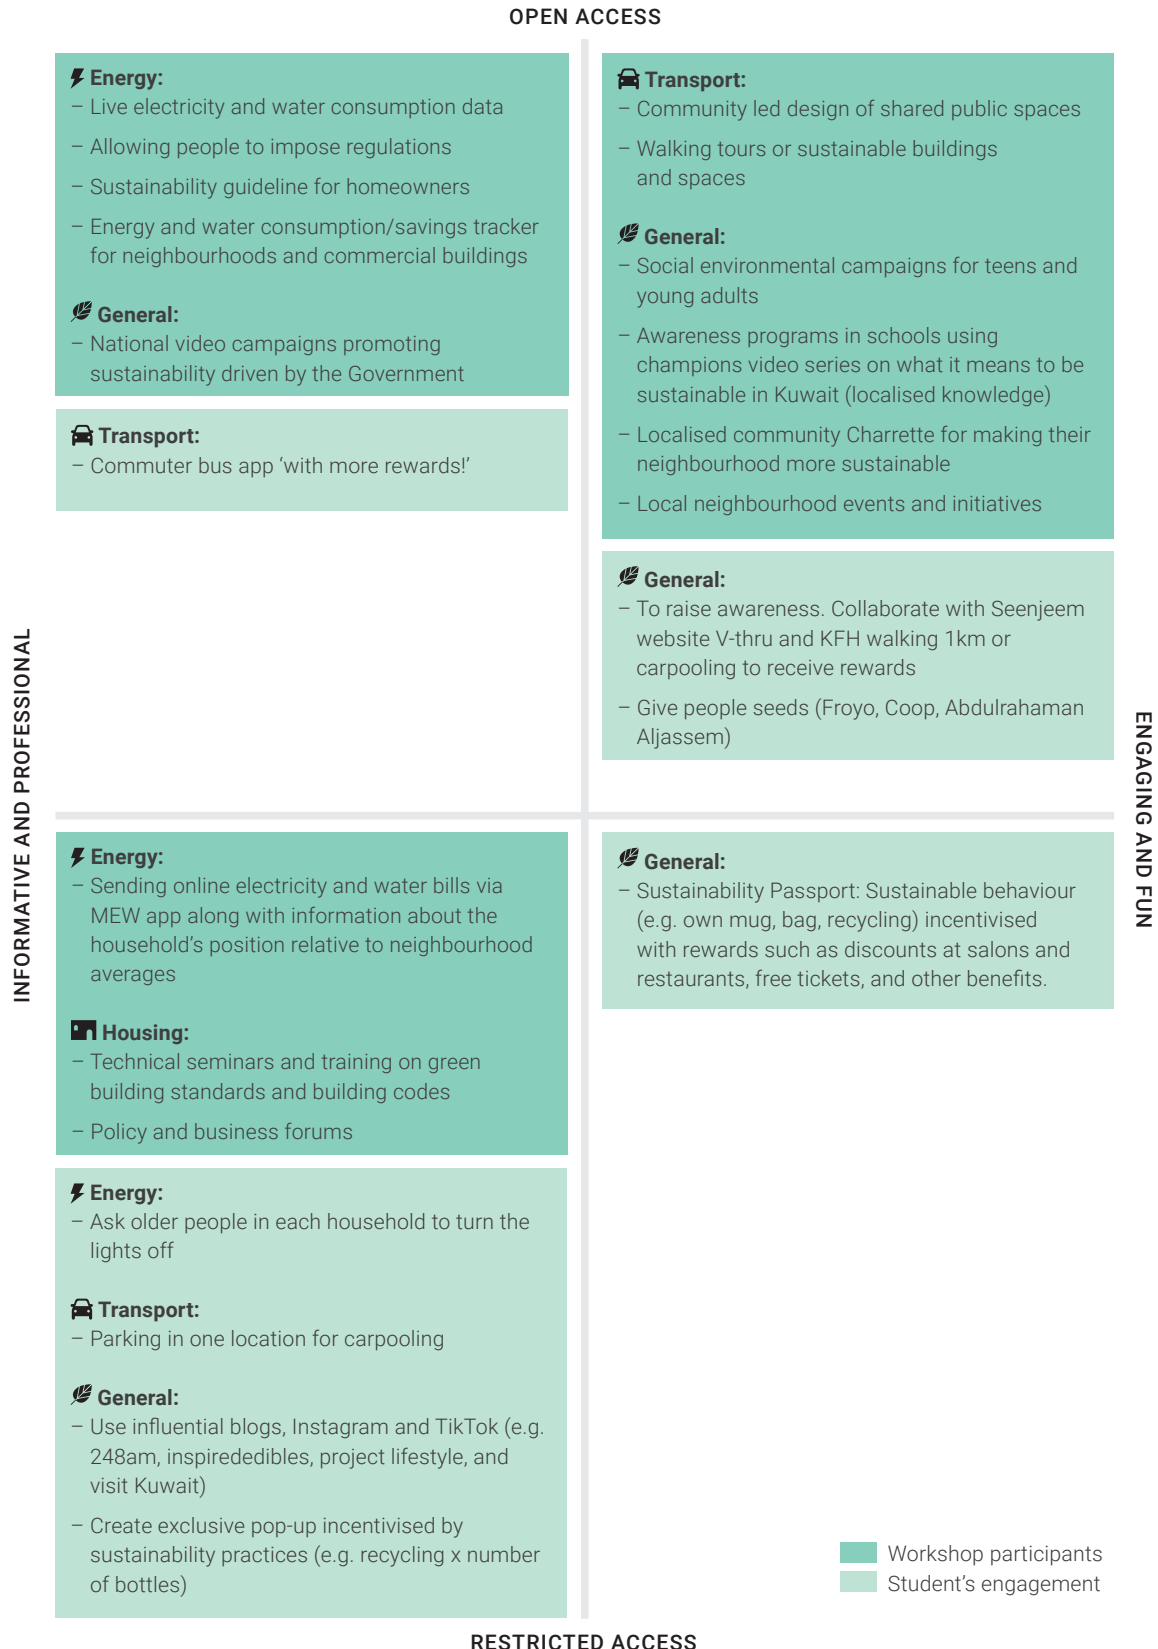 OPEN ACCESS
Energy:
– Live electricity and water consumption data
– Allowing people to impose regulations
– Sustainability guideline for homeowners
– Energy and water consumption/savings tracker
for neighbourhoods and commercial buildings
General:
– National video campaigns promoting
sustainability driven by the Government
Transport:
– Commuter bus app ‘with more rewards!’
Transport:
– Community led design of shared public spaces
– Walking tours or sustainable buildings
and spaces
General:
– Social environmental campaigns for teens and
young adults
– Awareness programs in schools using
champions video series on what it means to be
sustainable in Kuwait (localised knowledge)
– Localised community Charrette for making their
neighbourhood more sustainable
– Local neighbourhood events and initiatives
General:
– To raise awareness. Collaborate with Seenjeem
website V-thru and KFH walking 1km or
carpooling to receive rewards
– Give people seeds (Froyo, Coop, Abdulrahaman
Aljassem)
INFORMATIVE AND PROFESSIONAL
ENGAGING AND FUN
Energy:
– Sending online electricity and water bills via
MEW app along with information about the
household’s position relative to neighbourhood
averages
Housing:
– Technical seminars and training on green
building standards and building codes
– Policy and business forums
Energy:
– Ask older people in each household to turn the
lights off
Transport:
– Parking in one location for carpooling
General:
– Use influential blogs, Instagram and TikTok (e.g.
248am, inspirededibles, project lifestyle, and
visit Kuwait)
– Create exclusive pop-up incentivised by
sustainability practices (e.g. recycling x number
of bottles)
General:
– Sustainability Passport: Sustainable behaviour
(e.g. own mug, bag, recycling) incentivised
with rewards such as discounts at salons and
restaurants, free tickets, and other benefits.
Workshop participants
Student’s engagement
RESTRICTED ACCESS